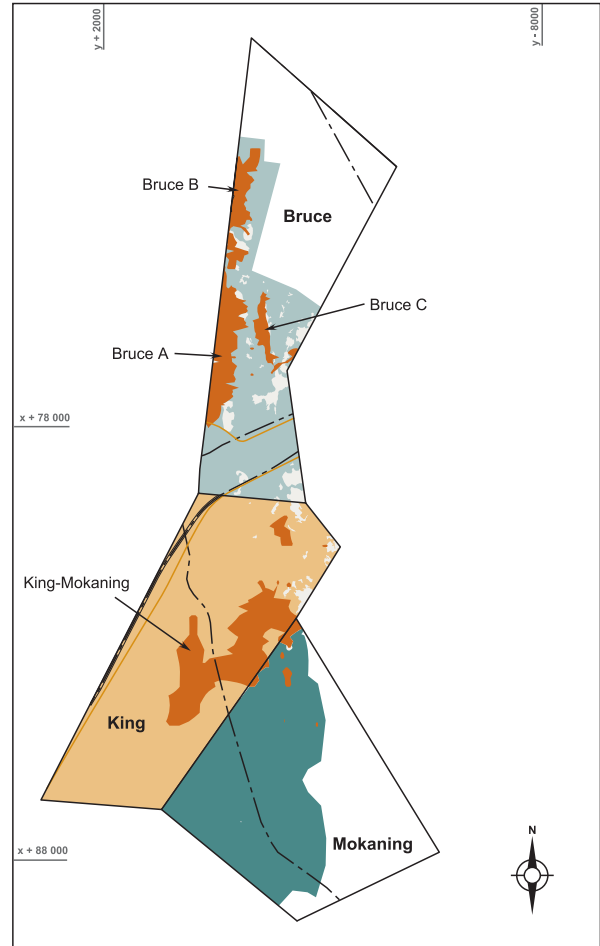 y + 2000
y - 8000
Bruce B
Bruce
Bruce C
Bruce A
x + 78 000
King-Mokaning
King
Mokaning
x + 88 000
N